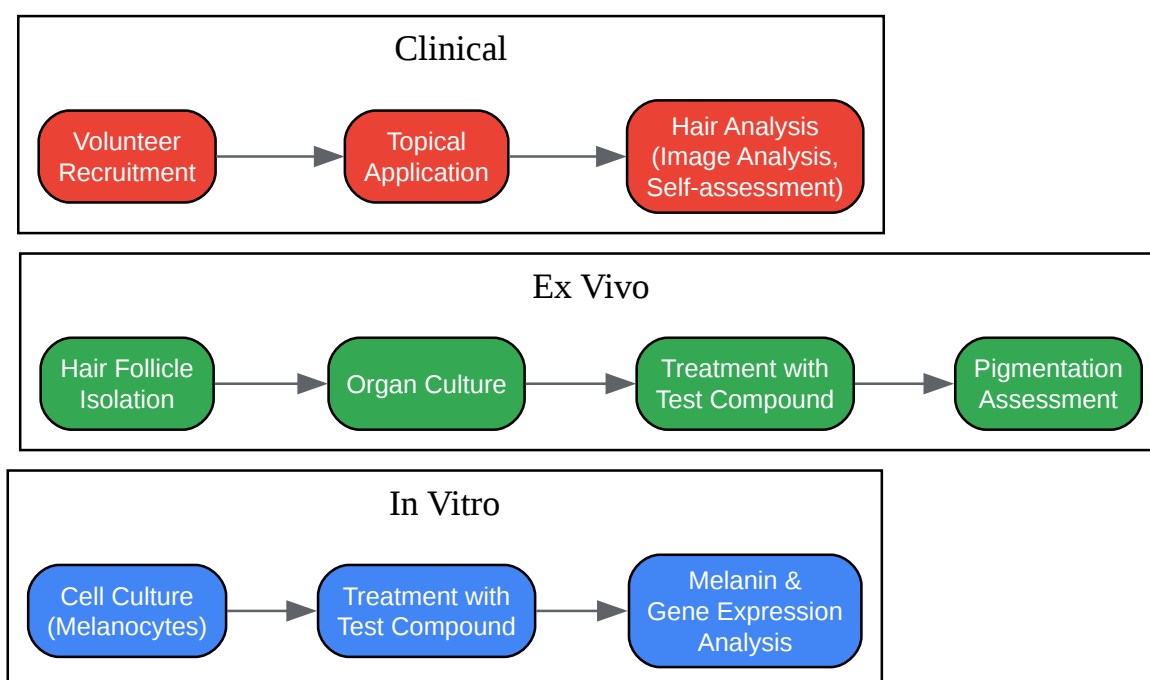 Clinical
Volunteer
Recruitment
Topical
Application
Hair Analysis
(Image Analysis,
Self-assessment)
Ex Vivo
Hair Follicle
Isolation
Organ Culture
Treatment with
Test Compound
Pigmentation
Assessment
In Vitro
Cell Culture
(Melanocytes)
Treatment with
Test Compound
Melanin &
Gene Expression
Analysis